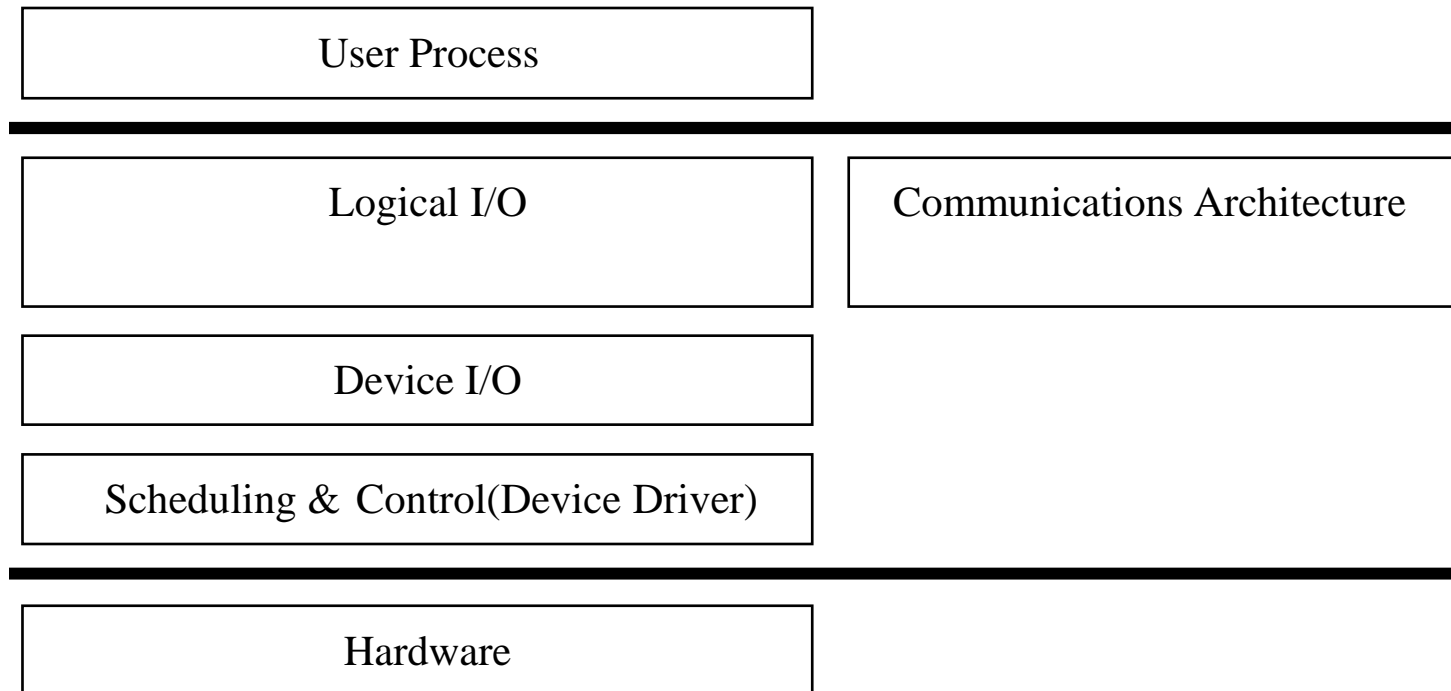 User Process
Logical I/O
Communications Architecture
Device I/O
Scheduling & Control(Device Driver)
Hardware